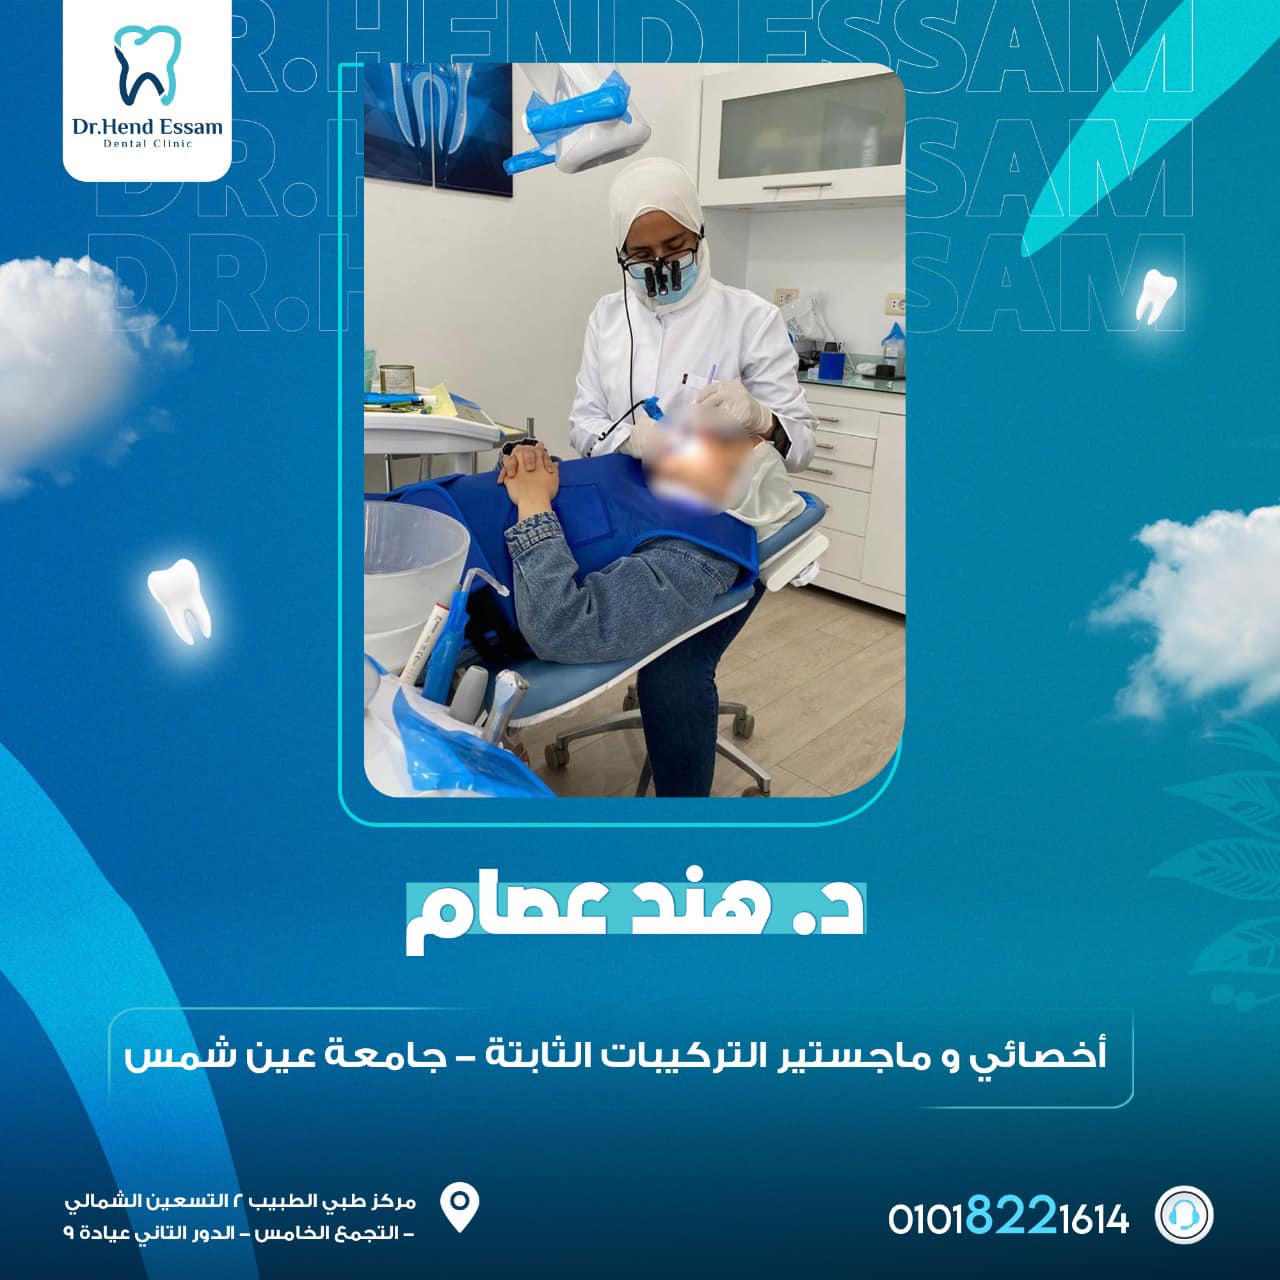 DR.HEND ESSAM
Dr.Hend Essam
Dental Clinic
د. هند عصام
أخصائي و ماجستير التركيبات الثابتة – جامعة عين شمس
مركز طبي الطبيب ٢ التسعين الشمالي
– التجمع الخامس – الدور التاني عيادة ٩
01018221614